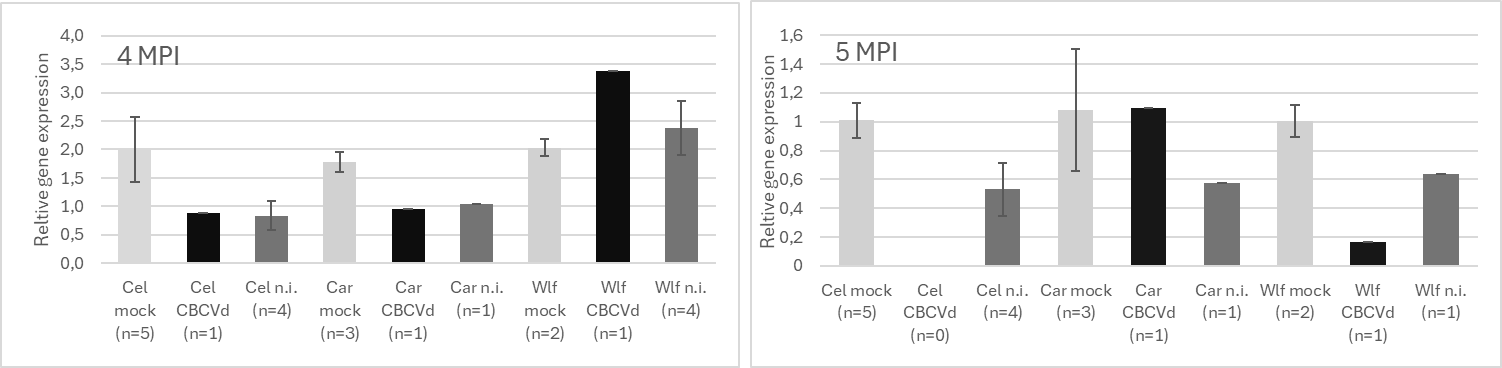 4 MPI
Reltive gene expression
4,0
3,5
3,0
2,5
2,0
1,5
1,0
0,5
0,0
Cel mock (n=5)
Cel CBCVd (n=1)
Cel n.i. (n=4)
Car mock (n=3)
Car CBCVd (n=1)
Car n.i. (n=1)
Wlf mock (n=2)
Wlf CBCVd (n=1)
Wlf n.i. (n=4)
5 MPI
Reltive gene expression
1,6
1,4
1,2
1
0,8
0,6
0,4
0,2
0
Cel mock (n=5)
Cel CBCVd (n=0)
Cel n.i. (n=4)
Car mock (n=3)
Car CBCVd (n=1)
Car n.i. (n=1)
Wlf mock (n=2)
Wlf CBCVd (n=1)
Wlf n.i. (n=1)